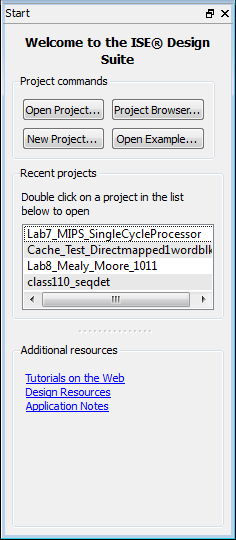 Start
Welcome to the ISE® Design
Suite
Project commands
Open Project...
Project Browser...
New Project...
Open Example...
Recent projects
Double click on a project in the list
below to open
Lab7_MIPS_SingleCycleProcessor
Cache_Test_Directmapped1wordblk
Lab8_Mealy_Moore_1011
class110_seqdet
Additional resources
Tutorials on the Web
Design Resources
Application Notes